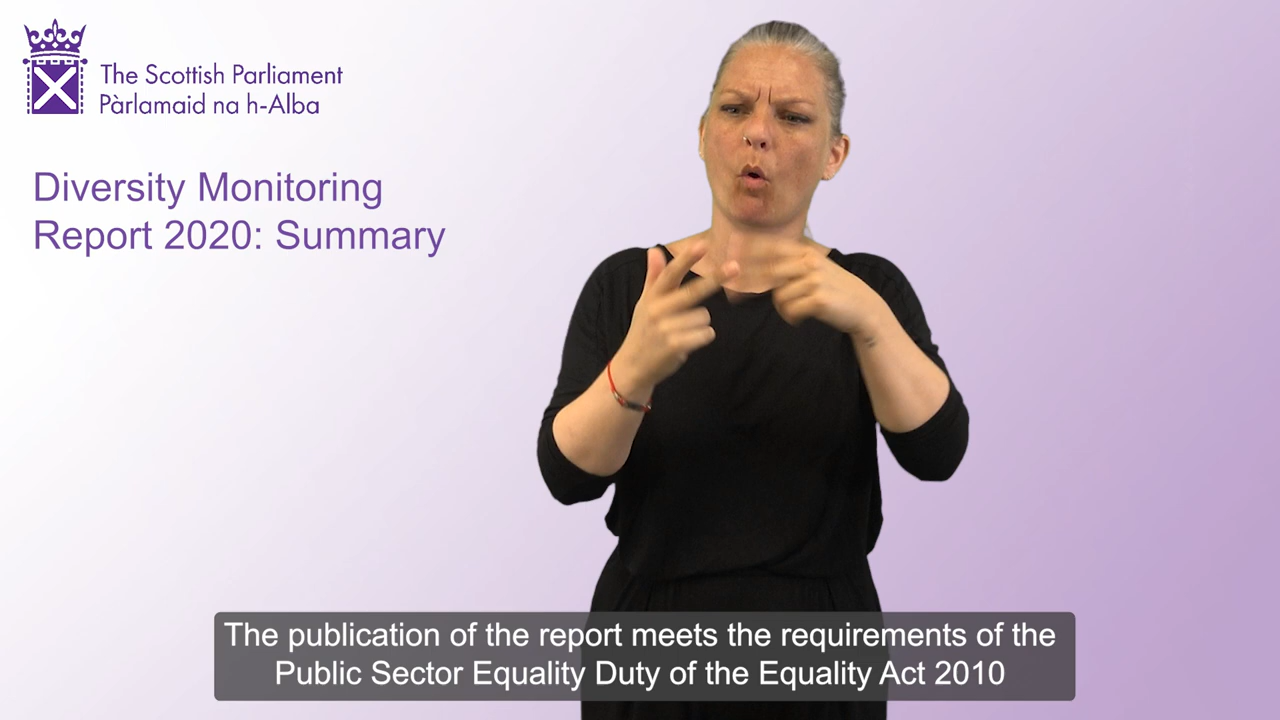 The Scottish Parliament
Pàrlamaid na h-Alba
Diversity Monitoring
Report 2020: Summary
The publication of the report meets the requirements of the
Public Sector Equality Duty of the Equality Act 2010